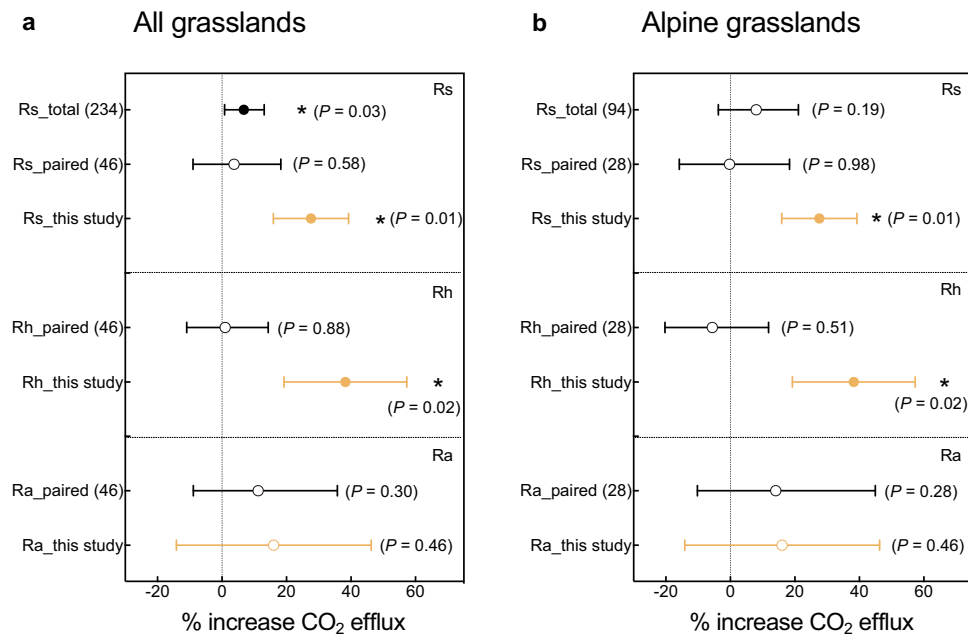 a All grasslands
Rs
Rs_total (234) * (P = 0.03)
Rs_paired (46) (P = 0.58)
Rs_this study * (P = 0.01)
Rh
Rh_paired (46) (P = 0.88)
Rh_this study *
(P = 0.02)
Ra
Ra_paired (46) (P = 0.30)
Ra_this study (P = 0.46)
-20 0 20 40 60
% increase CO₂ efflux
b Alpine grasslands
Rs
Rs_total (94) (P = 0.19)
Rs_paired (28) (P = 0.98)
Rs_this study * (P = 0.01)
Rh
Rh_paired (28) (P = 0.51)
Rh_this study *
(P = 0.02)
Ra
Ra_paired (28) (P = 0.28)
Ra_this study (P = 0.46)
-20 0 20 40 60
% increase CO₂ efflux